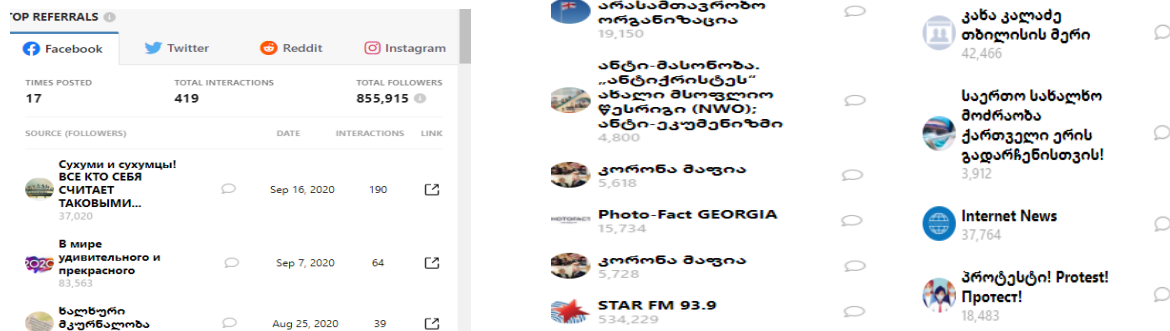 TOP REFERRALS
Facebook Twitter Reddit Instagram
TIMES POSTED TOTAL INTERACTIONS TOTAL FOLLOWERS
17 419 855,915
SOURCE (FOLLOWERS) DATE INTERACTIONS LINK
Сухуми и сухумцы!
ВСЕ КТО СЕБЯ
СЧИТАЕТ
ТАКОВЫМИ...
37,020
Sep 16, 2020 190
В мире
удивительного и
прекрасного
83,563
Sep 7, 2020 64
ხალხური
მკურნალობა
Aug 25, 2020 39
არასამთავრობო
ორგანიზაცია
19,150
ანტი-მასონობა.
„ანტიქრისტეს“
ახალი მსოფლიო
წესრიგი (NWO);
ანტი-ეკუმენიზმი
4,800
კორონა მაფია
5,618
Photo-Fact GEORGIA
15,734
კორონა მაფია
5,728
STAR FM 93.9
534,229
კახა კალაძე
თბილისის მერი
42,466
საერთო სახალხო
მოძრაობა
ქართველი ერის
გადარჩენისთვის!
3,912
Internet News
37,764
პროტესტი! Protest!
Протест!
18,483